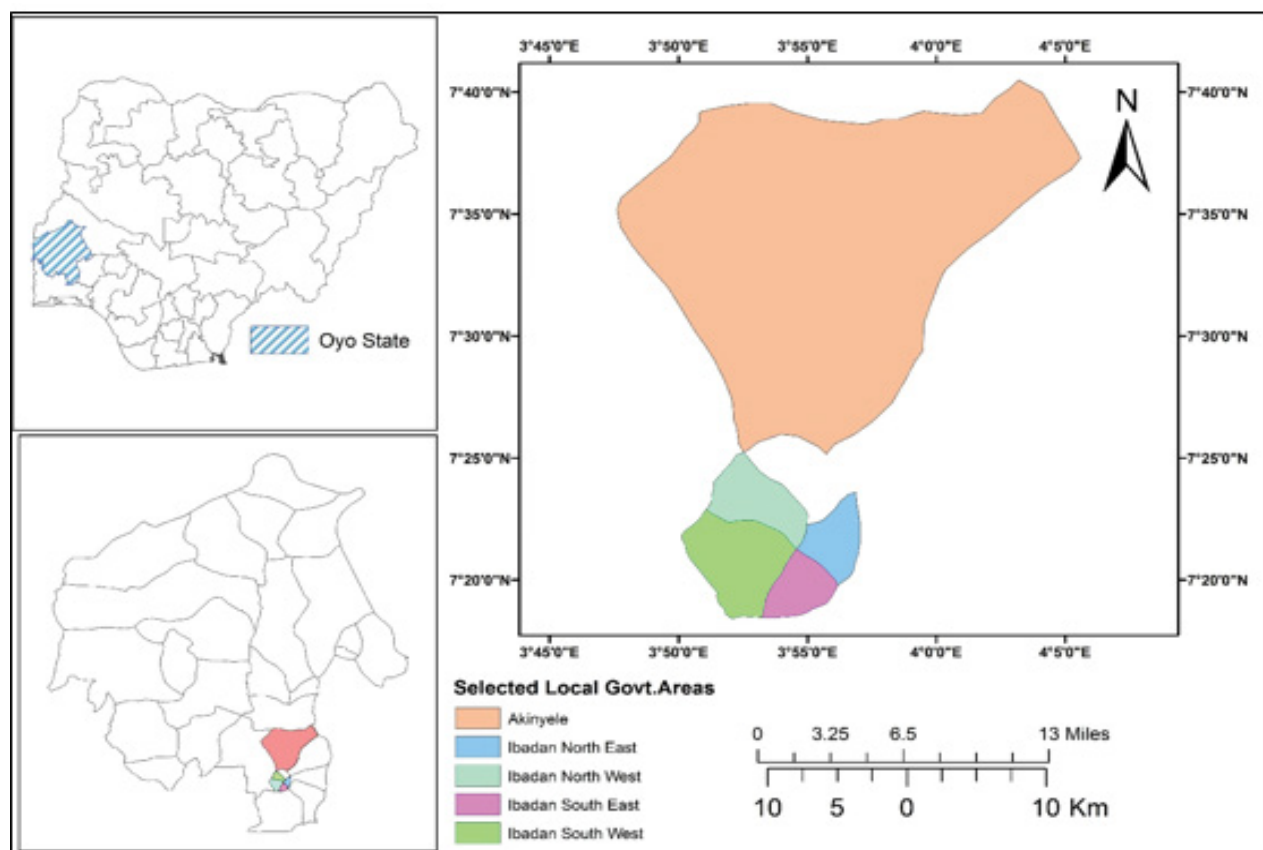 Oyo State
3°45'0"E 3°50'0"E 3°55'0"E 4°0'0"E 4°5'0"E
7°40'0"N 7°40'0"N
N
7°35'0"N 7°35'0"N
7°30'0"N 7°30'0"N
7°25'0"N 7°25'0"N
7°20'0"N 7°20'0"N
3°45'0"E 3°50'0"E 3°55'0"E 4°0'0"E 4°5'0"E
Selected Local Govt.Areas
Akinyele
Ibadan North East
Ibadan North West
Ibadan South East
Ibadan South West
0 3.25 6.5 13 Miles
10 5 0 10 Km